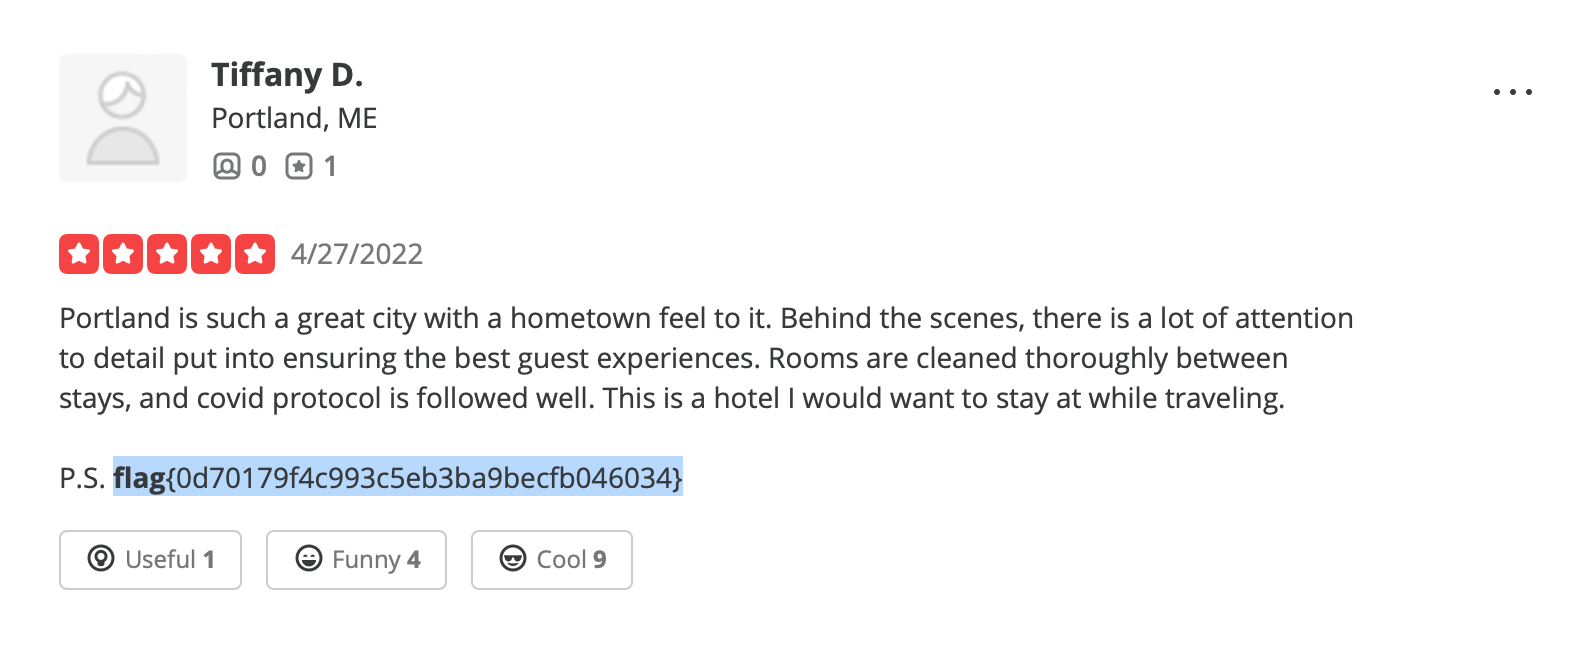 Tiffany D.
Portland, ME
0 1
4/27/2022
Portland is such a great city with a hometown feel to it. Behind the scenes, there is a lot of attention
to detail put into ensuring the best guest experiences. Rooms are cleaned thoroughly between
stays, and covid protocol is followed well. This is a hotel I would want to stay at while traveling.
P.S. flag{0d70179f4c993c5eb3ba9becfb046034}
Useful 1 Funny 4 Cool 9